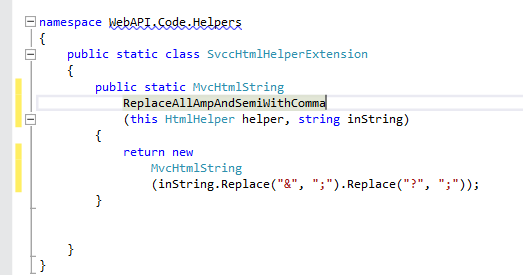 namespace WebAPI.Code.Helpers
{
public static class SvccHtmlHelperExtension
{
public static MvcHtmlString
ReplaceAllAmpAndSemiWithComma
(this HtmlHelper helper, string inString)
{
return new
MvcHtmlString
(inString.Replace("&", ";").Replace("?", ";"));
}
}
}